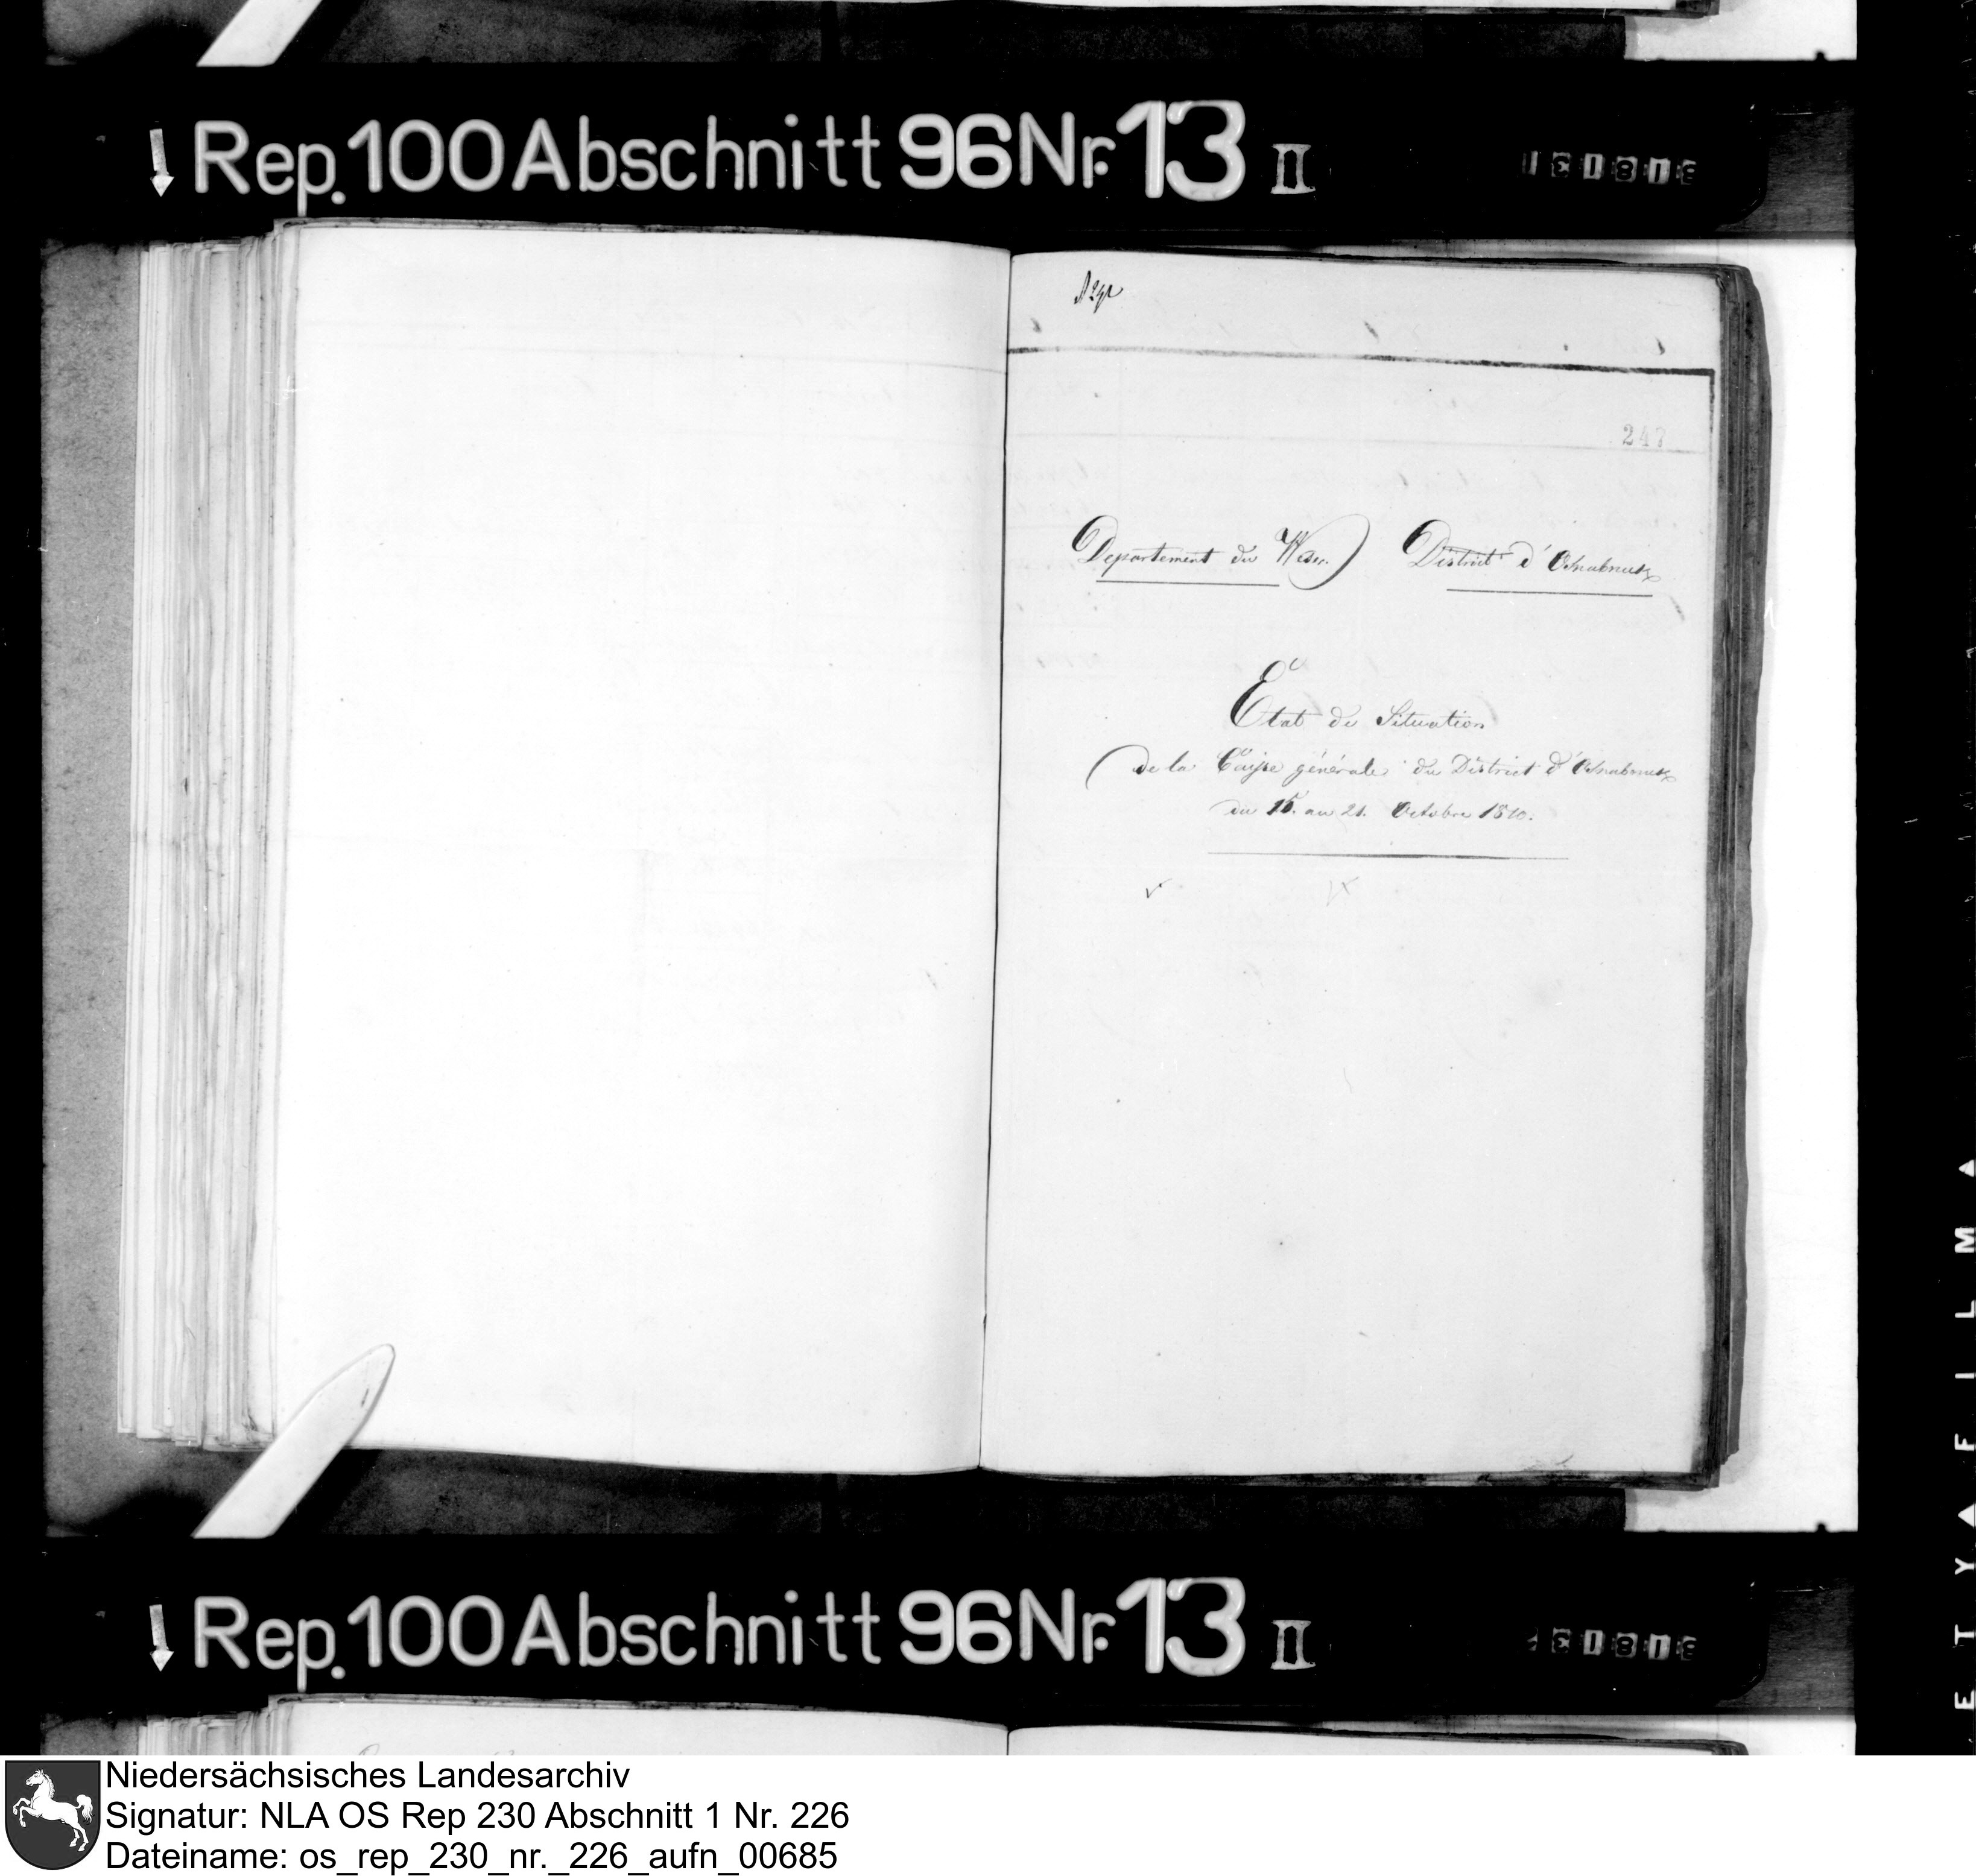 Rep. 100 Abschnitt 96 Nr. 13 II
247
Departement du Weser. District d'Osnabruck
Etat de Situation
de la Caisse générale du District d'Osnabruck
du 15. au 21. Octobre 1810.
Rep. 100 Abschnitt 96 Nr. 13 II
Niedersächsisches Landesarchiv
Signatur: NLA OS Rep 230 Abschnitt 1 Nr. 226
Dateiname: os_rep_230_nr._226_aufn_00685